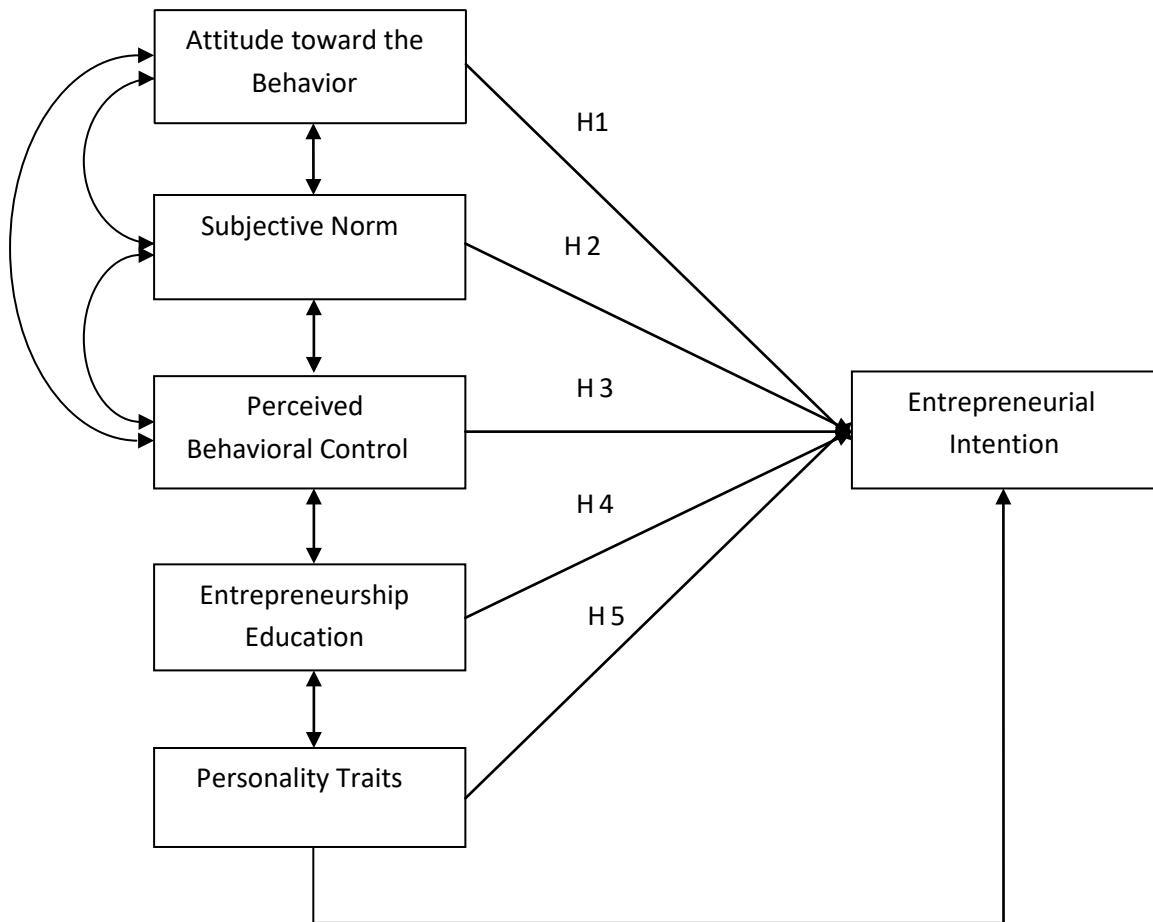 Attitude toward the
Behavior
H1
Subjective Norm
H 2
Perceived
Behavioral Control
H 3
Entrepreneurial
Intention
H 4
Entrepreneurship
Education
H 5
Personality Traits